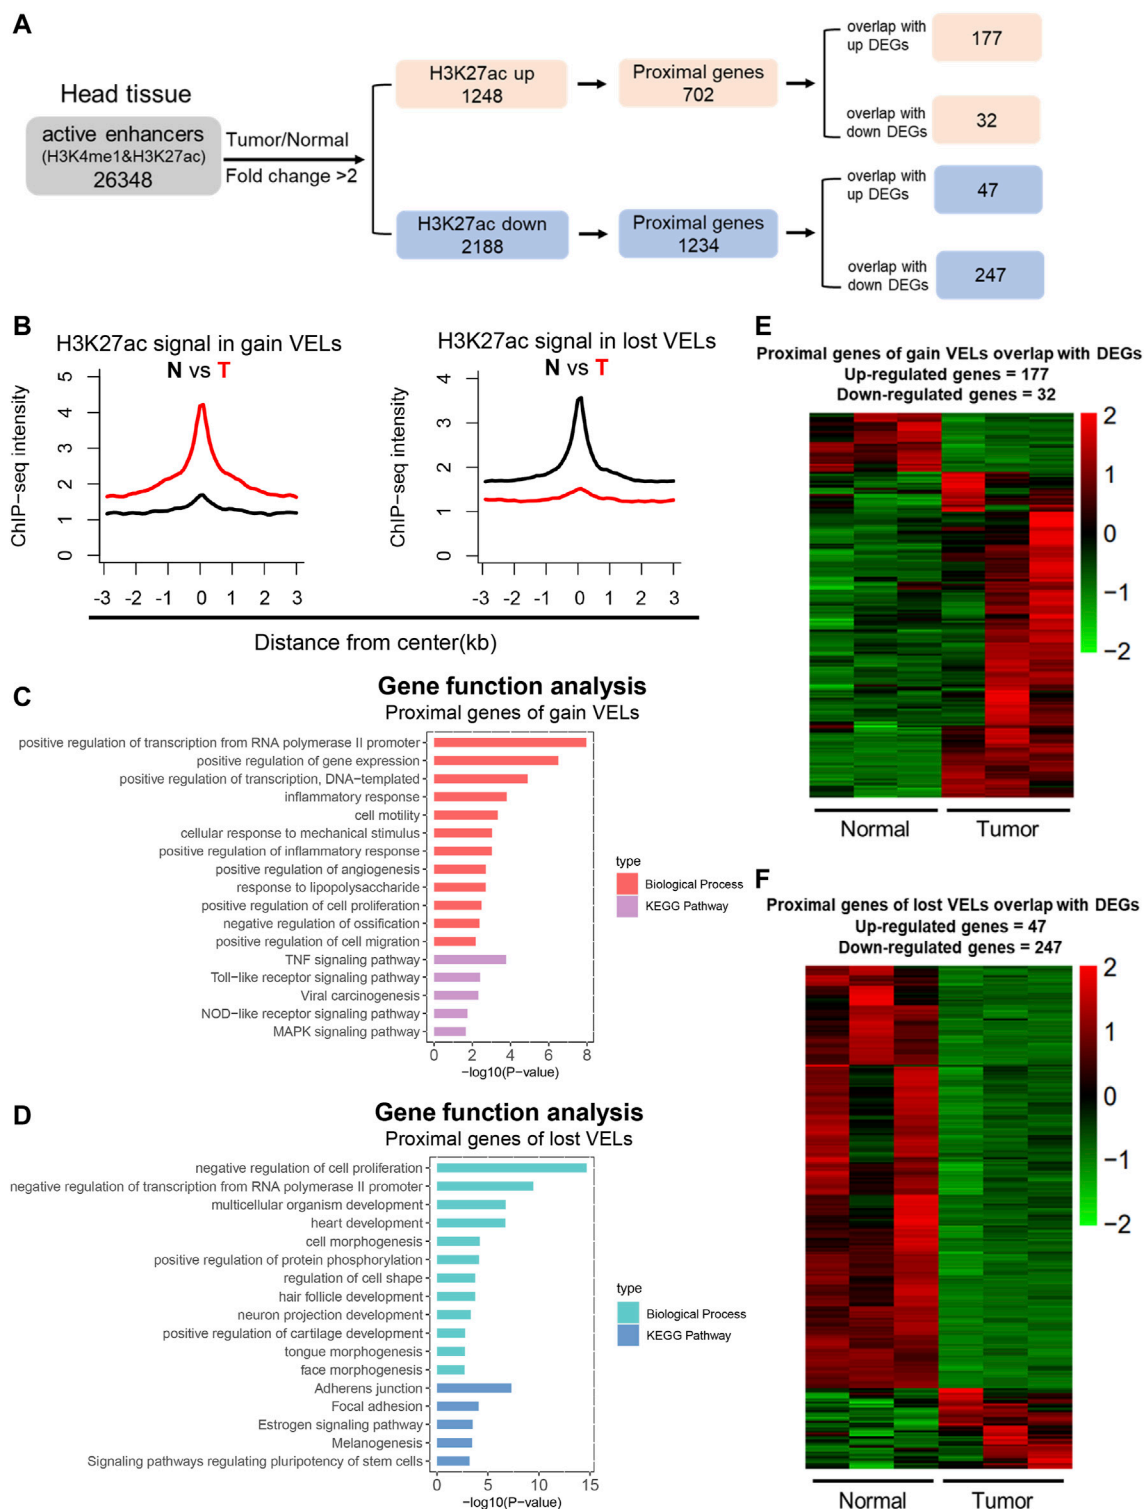 A
Head tissue
active enhancers
(H3K4me1&H3K27ac)
26348
Tumor/Normal
Fold change >2
H3K27ac up
1248
Proximal genes
702
overlap with
up DEGs
177
overlap with
down DEGs
32
H3K27ac down
2188
Proximal genes
1234
overlap with
up DEGs
47
overlap with
down DEGs
247
B
H3K27ac signal in gain VELs
N vs T
ChIP−seq intensity
5
4
3
2
1
0
-3 -2 -1 0 1 2 3
H3K27ac signal in lost VELs
N vs T
ChIP−seq intensity
4
3
2
1
0
-3 -2 -1 0 1 2 3
Distance from center(kb)
C
Gene function analysis
Proximal genes of gain VELs
positive regulation of transcription from RNA polymerase II promoter
positive regulation of gene expression
positive regulation of transcription, DNA−templated
inflammatory response
cell motility
cellular response to mechanical stimulus
positive regulation of inflammatory response
positive regulation of angiogenesis
response to lipopolysaccharide
positive regulation of cell proliferation
negative regulation of ossification
positive regulation of cell migration
TNF signaling pathway
Toll−like receptor signaling pathway
Viral carcinogenesis
NOD−like receptor signaling pathway
MAPK signaling pathway
0 2 4 6 8
−log10(P−value)
type
Biological Process
KEGG Pathway
D
Gene function analysis
Proximal genes of lost VELs
negative regulation of cell proliferation
negative regulation of transcription from RNA polymerase II promoter
multicellular organism development
heart development
cell morphogenesis
positive regulation of protein phosphorylation
regulation of cell shape
hair follicle development
neuron projection development
positive regulation of cartilage development
tongue morphogenesis
face morphogenesis
Adherens junction
Focal adhesion
Estrogen signaling pathway
Melanogenesis
Signaling pathways regulating pluripotency of stem cells
0 5 10 15
−log10(P−value)
type
Biological Process
KEGG Pathway
E
Proximal genes of gain VELs overlap with DEGs
Up-regulated genes = 177
Down-regulated genes = 32
2
1
0
−1
−2
Normal Tumor
F
Proximal genes of lost VELs overlap with DEGs
Up-regulated genes = 47
Down-regulated genes = 247
2
1
0
−1
−2
Normal Tumor